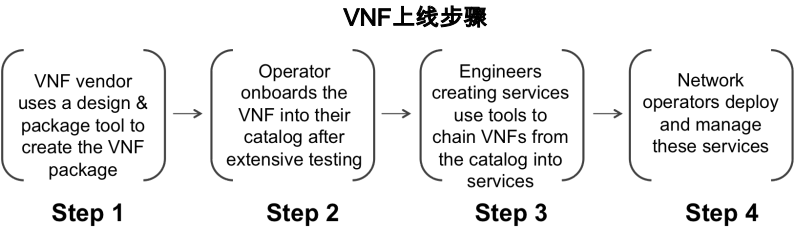 VNF上线步骤
VNF vendor
uses a design &
package tool to
create the VNF
package
Operator
onboards the
VNF into their
catalog after
extensive testing
Engineers
creating services
use tools to
chain VNFs from
the catalog into
services
Network
operators deploy
and manage
these services
Step 1
Step 2
Step 3
Step 4